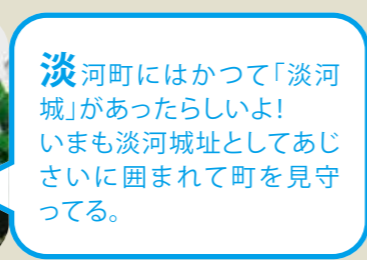 淡河町にはかつて「淡河
城」があったらしいよ!
いまも淡河城址としてあじ
さいに囲まれて町を見守
ってる。